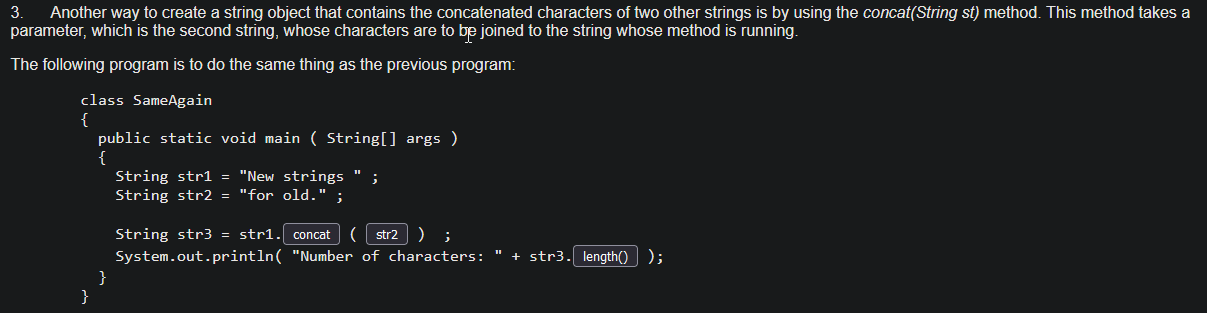 3. Another way to create a string object that contains the concatenated characters of two other strings is by using the concat(String st) method. This method takes a
parameter, which is the second string, whose characters are to be joined to the string whose method is running.
The following program is to do the same thing as the previous program:
class SameAgain
{
public static void main ( String[] args )
{
String str1 = "New strings " ;
String str2 = "for old." ;
String str3 = str1. concat ( str2 ) ;
System.out.println( "Number of characters: " + str3. length() );
}
}